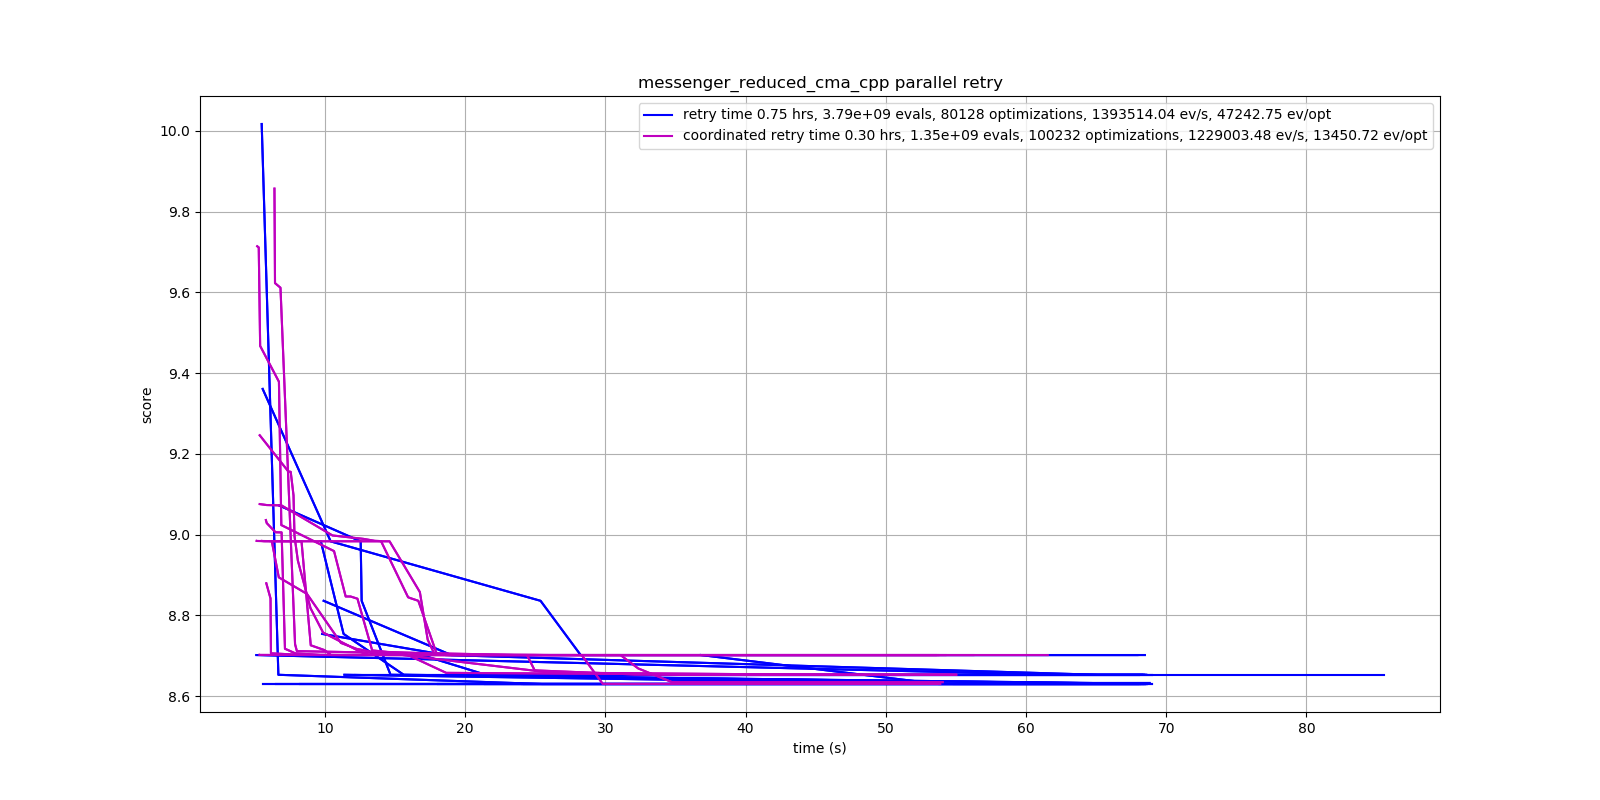 messenger_reduced_cma_cpp parallel retry
retry time 0.75 hrs, 3.79e+09 evals, 80128 optimizations, 1393514.04 ev/s, 47242.75 ev/opt
coordinated retry time 0.30 hrs, 1.35e+09 evals, 100232 optimizations, 1229003.48 ev/s, 13450.72 ev/opt
10.0
9.8
9.6
9.4
9.2
9.0
8.8
8.6
score
10 20 30 40 50 60 70 80
time (s)